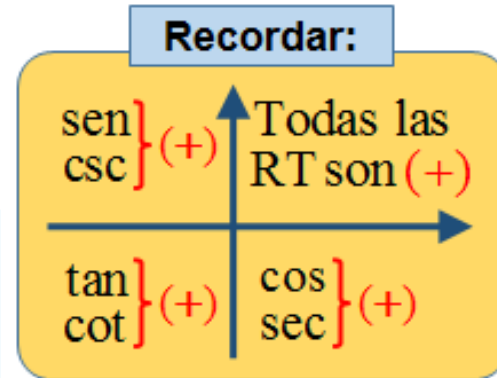 Recordar:
sen
csc
(+)
Todas las
RT son (+)
tan
cot
(+)
cos
sec
(+)